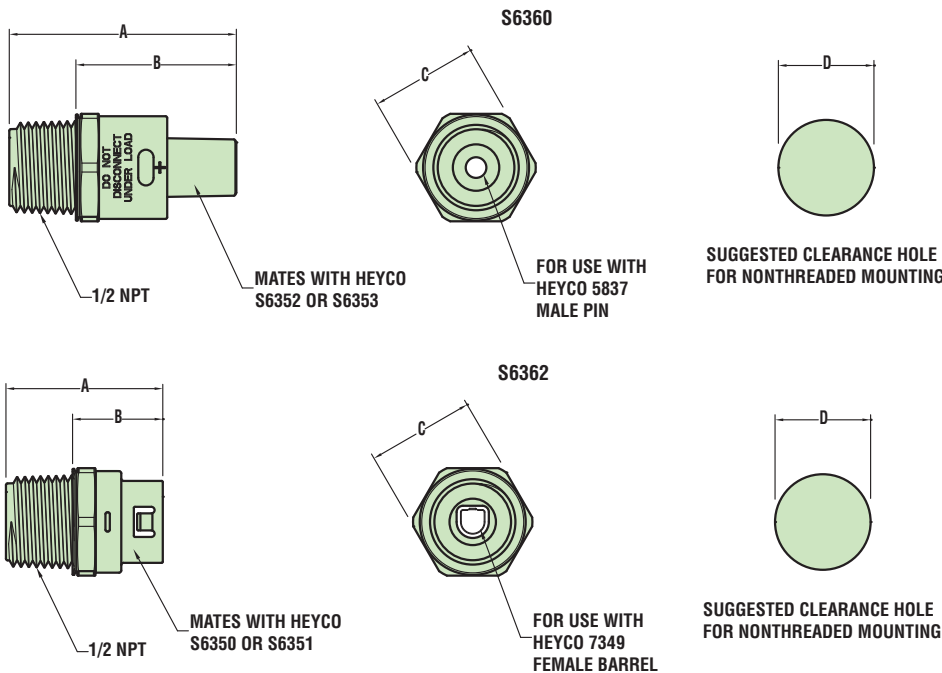 S6360
A
B
C
D
DO NOT
DISCONNECT
UNDER LOAD
+
1/2 NPT
MATES WITH HEYCO
S6352 OR S6353
FOR USE WITH
HEYCO 5837
MALE PIN
SUGGESTED CLEARANCE HOLE
FOR NONTHREADED MOUNTING
S6362
A
B
C
D
1/2 NPT
MATES WITH HEYCO
S6350 OR S6351
FOR USE WITH
HEYCO 7349
FEMALE BARREL
SUGGESTED CLEARANCE HOLE
FOR NONTHREADED MOUNTING